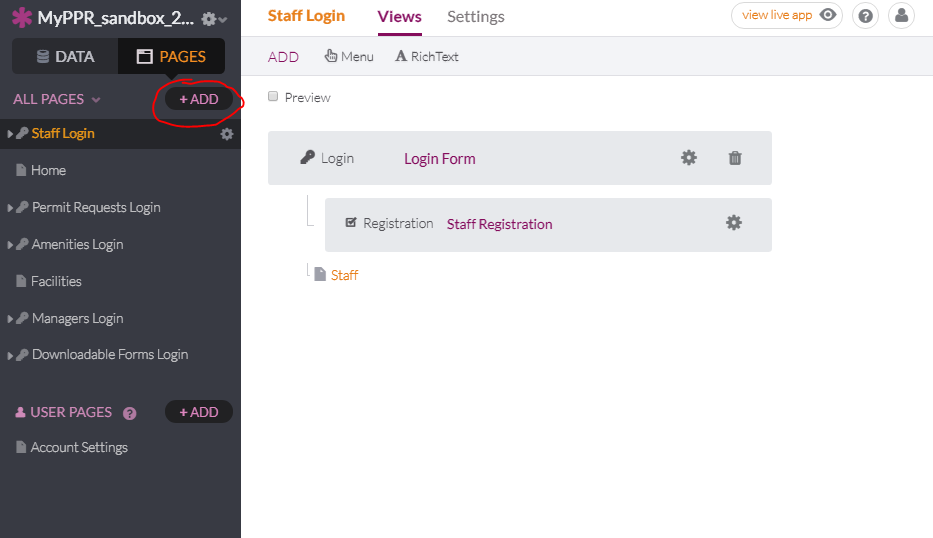 MyPPR_sandbox_2...
DATA
PAGES
ALL PAGES
+ ADD
Staff Login
Home
Permit Requests Login
Amenities Login
Facilities
Managers Login
Downloadable Forms Login
USER PAGES ?
+ ADD
Account Settings
Staff Login
Views
Settings
view live app
?
ADD
Menu
A RichText
Preview
Login
Login Form
Registration
Staff Registration
Staff